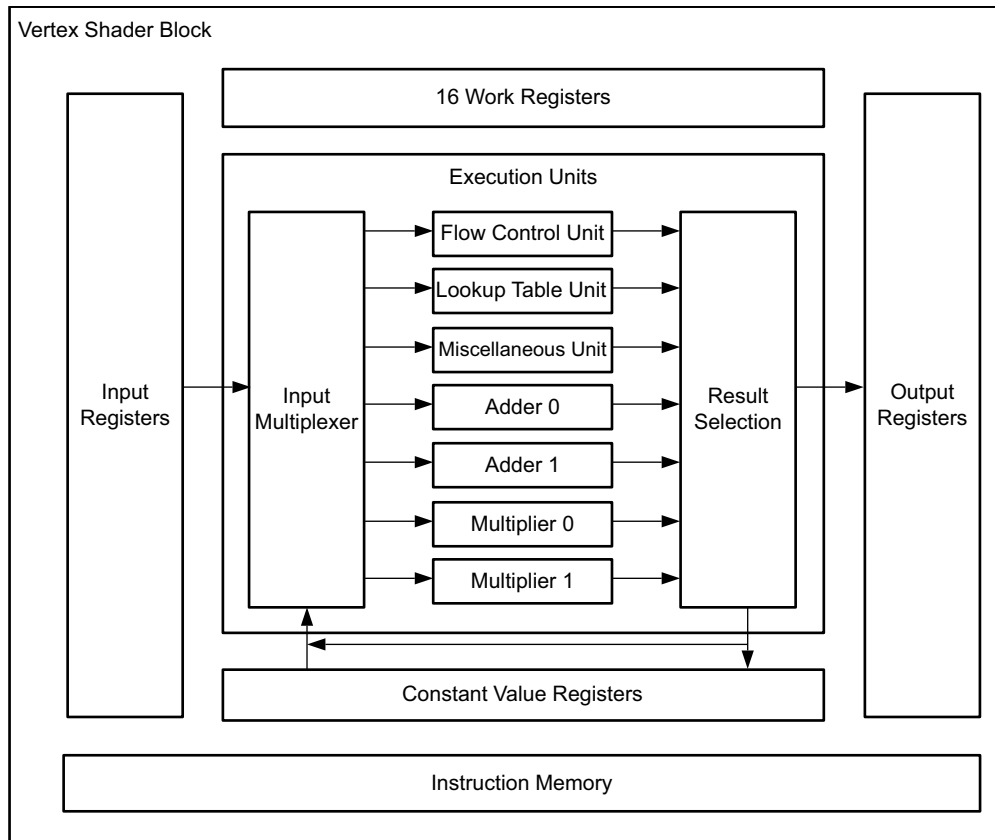 Vertex Shader Block
16 Work Registers
Execution Units
Flow Control Unit
Lookup Table Unit
Miscellaneous Unit
Adder 0
Adder 1
Multiplier 0
Multiplier 1
Input
Registers
Input
Multiplexer
Result
Selection
Output
Registers
Constant Value Registers
Instruction Memory